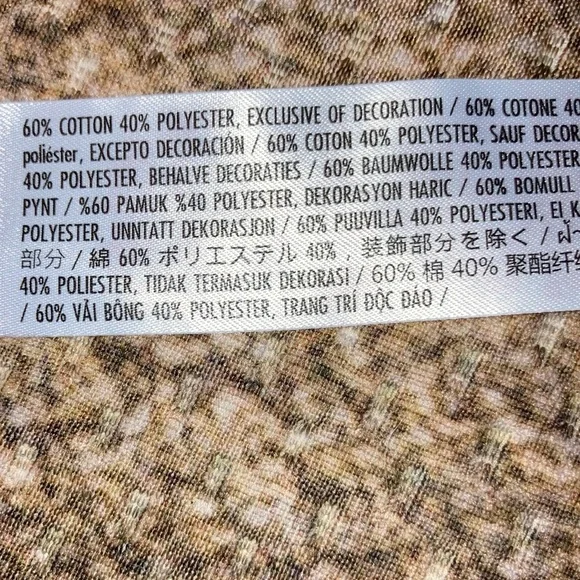 60% COTTON 40% POLYESTER, EXCLUSIVE OF DECORATION / 60% COTONE 40
poliéster, EXCEPTO DECORACIÓN / 60% COTON 40% POLYESTER, SAUF DECOR
40% POLYESTER, BEHALVE DECORATIES / 60% BAUMWOLLE 40% POLYESTER
PYNT / %60 PAMUK %40 POLYESTER, DEKORASYON HARIC / 60% BOMULL
POLYESTER, UNNTATT DEKORASJON / 60% PUUVILLA 40% POLYESTERI, EI K
部分 / 綿 60% ポリエステル 40%，装飾部分を除く /
40% POLIESTER, TIDAK TERMASUK DEKORASI / 60% 棉 40% 聚酯纤
/ 60% VẢI BÔNG 40% POLYESTER, TRANG TRÍ ĐỘC ĐÁO /